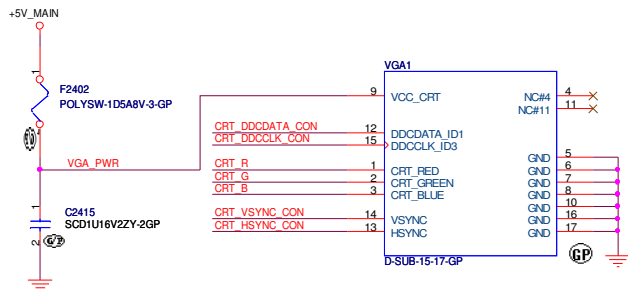 +5V_MAIN
1
F2402
POLYSW-1D5A8V-3-GP
VGA_PWR
1
C2415
SCD1U16V2ZY-2GP
2
G/P
VGA1
9 VCC_CRT
4 NC#4
11 NC#11
CRT_DDCDATA_CON 12 DDCDATA_ID1
CRT_DDCCLK_CON 15 DDCCLK_ID3
CRT_R 1 CRT_RED
CRT_G 2 CRT_GREEN
CRT_B 3 CRT_BLUE
CRT_VSYNC_CON 14 VSYNC
CRT_HSYNC_CON 13 HSYNC
GND 5
GND 6
GND 7
GND 8
GND 10
GND 16
GND 17
GP
D-SUB-15-17-GP